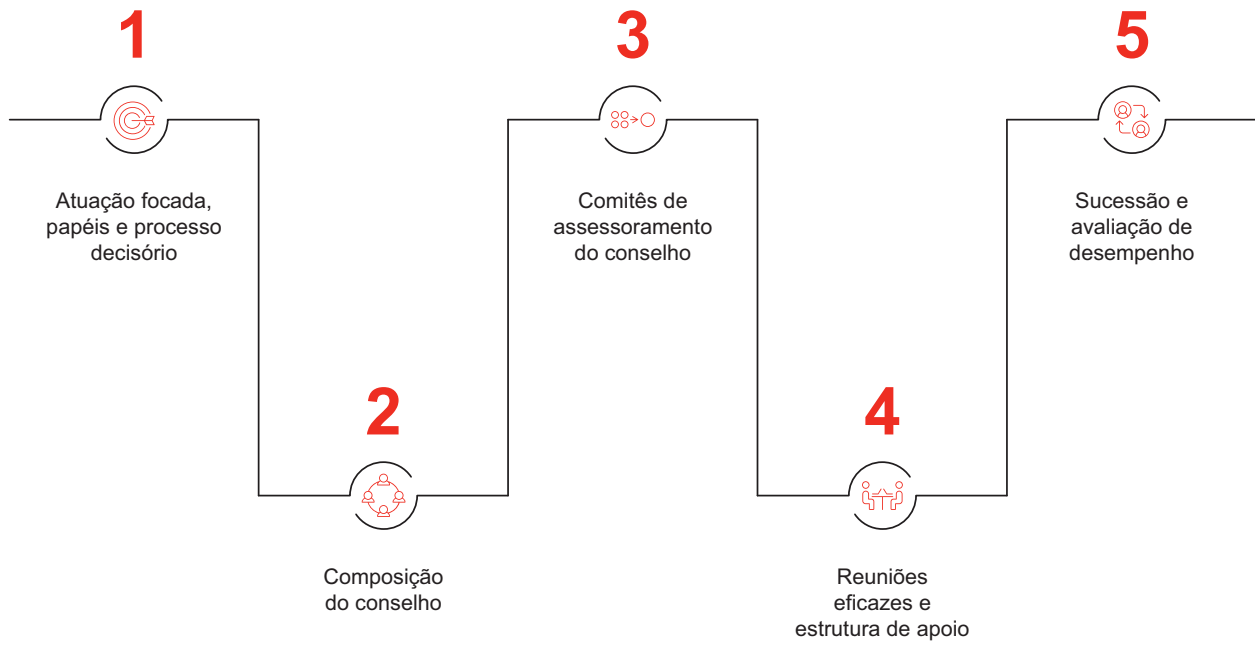 1
Atuação focada,
papéis e processo
decisório
2
Composição
do conselho
3
Comitês de
assessoramento
do conselho
4
Reuniões
eficazes e
estrutura de apoio
5
Sucessão e
avaliação de
desempenho